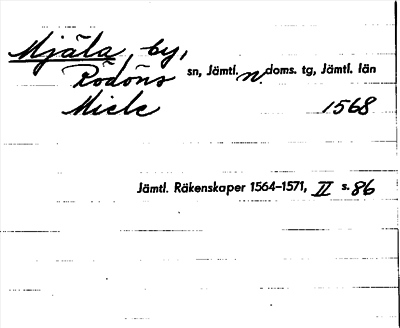 Mjäla, by,
Rödöns sn, Jämtl. n. doms. tg, Jämtl. län
Miele 1568
Jämtl. Räkenskaper 1564-1571, II s. 86